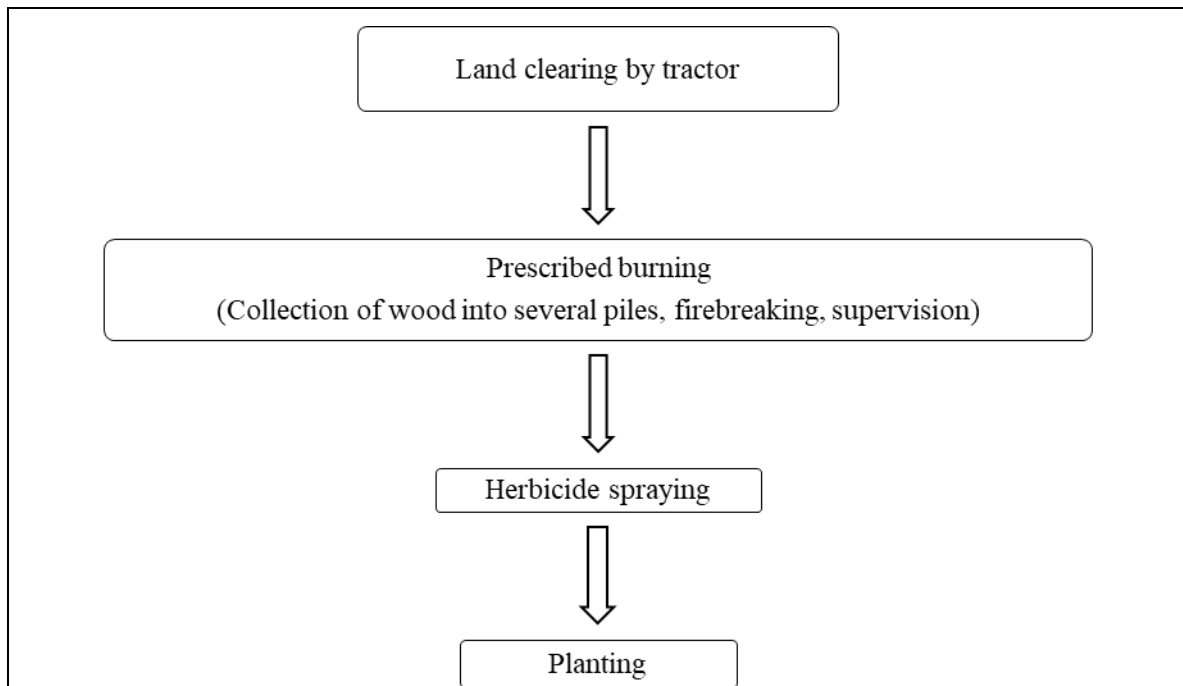 Land clearing by tractor
Prescribed burning
(Collection of wood into several piles, firebreaking, supervision)
Herbicide spraying
Planting